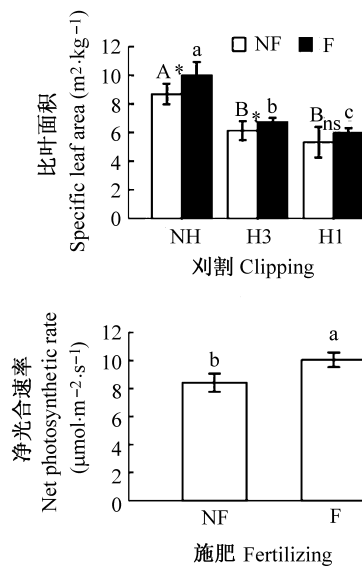 比叶面积
Specific leaf area (m²·kg⁻¹)
12
10
8
6
4
2
0
NF
F
A
*
a
B
*
b
B
ns
c
NH
H3
H1
刈割 Clipping
净光合速率
Net photosynthetic rate
(μmol·m⁻²·s⁻¹)
12
10
8
6
4
2
0
b
a
NF
F
施肥 Fertilizing